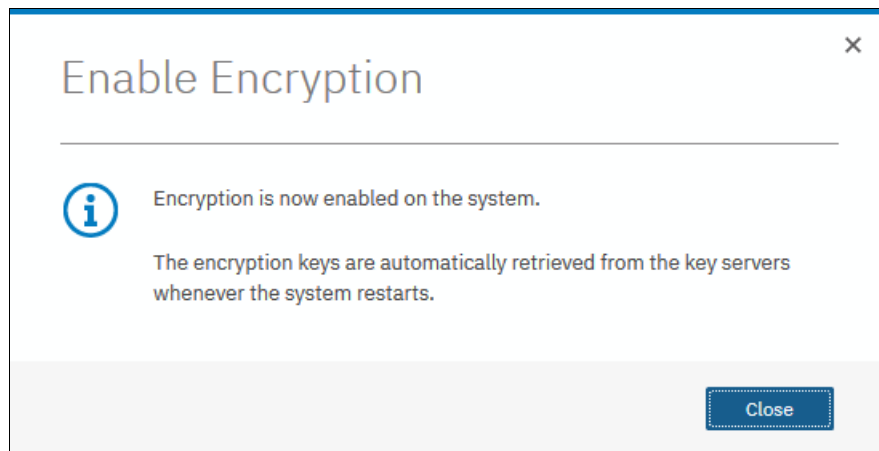 Enable Encryption
Encryption is now enabled on the system.
The encryption keys are automatically retrieved from the key servers
whenever the system restarts.
Close